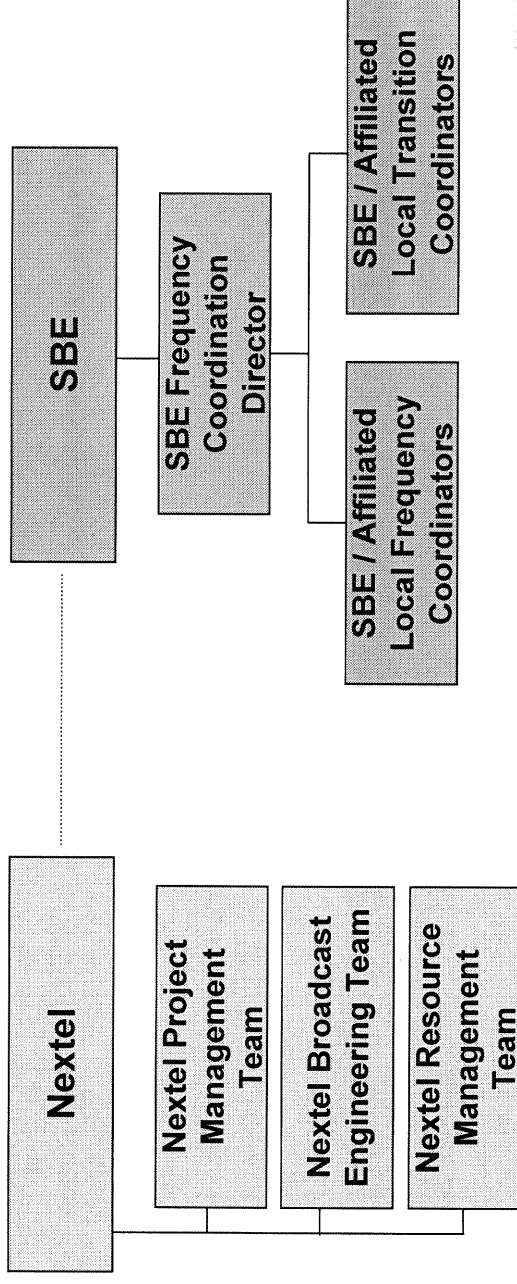 Nextel
Nextel Project
Management
Team
Nextel Broadcast
Engineering Team
Nextel Resource
Management
Team
SBE
SBE Frequency
Coordination
Director
SBE / Affiliated
Local Frequency
Coordinators
SBE / Affiliated
Local Transition
Coordinators